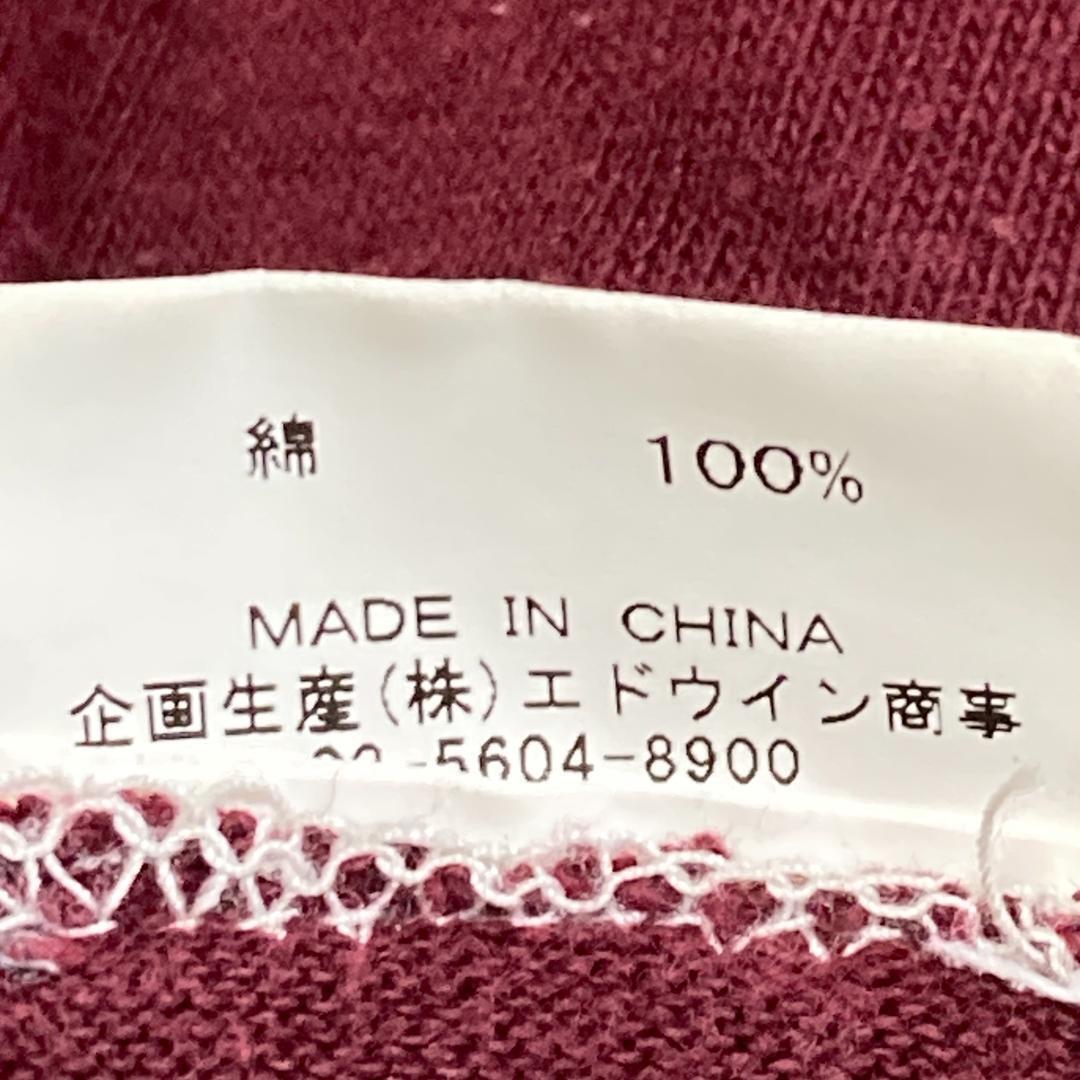 綿 100%
MADE IN CHINA
企画生産(株)エドウイン商事
-5604-8900